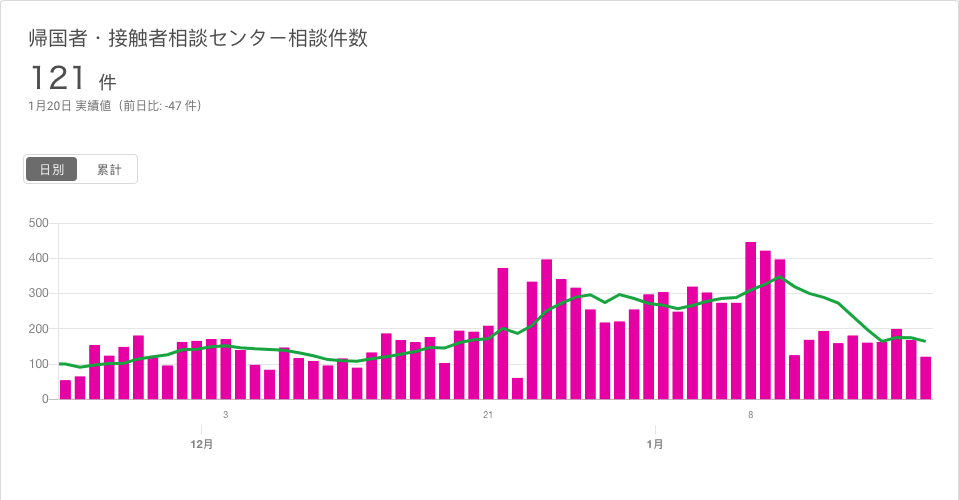 帰国者・接触者相談センター相談件数
121 件
1月20日 実績値（前日比: -47 件）
日別 累計
500
400
300
200
100
0
3 21 8
12月 1月